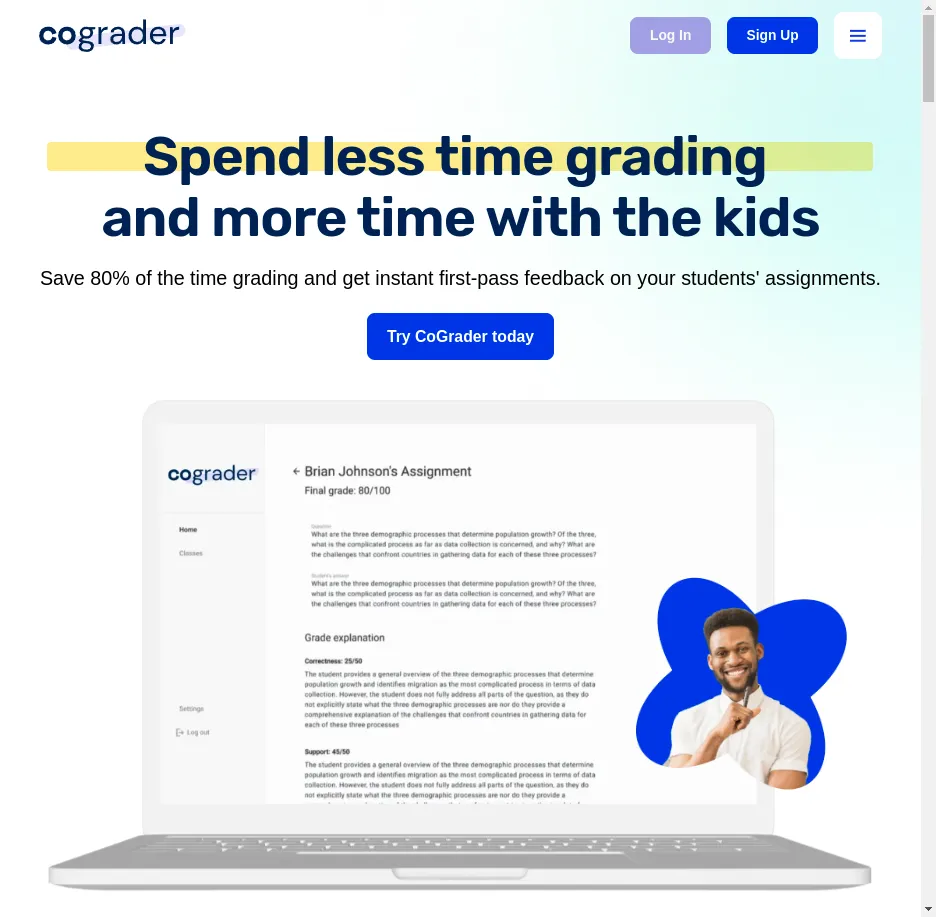 cograder
Log In
Sign Up
Spend less time grading
and more time with the kids
Save 80% of the time grading and get instant first-pass feedback on your students' assignments.
Try CoGrader today
cograder
Home
Classes
Settings
Log out
Brian Johnson's Assignment
Final grade: 80/100
Question
What are the three demographic processes that determine population growth? Of the three,
what is the complicated process as far as data collection is concerned, and why? What are
the challenges that confront countries in gathering data for each of these three processes?
Student's answer
What are the three demographic processes that determine population growth? Of the three,
what is the complicated process as far as data collection is concerned, and why? What are
the challenges that confront countries in gathering data for each of these three processes?
Grade explanation
Correctness: 25/50
The student provides a general overview of the three demographic processes that determine
population growth and identifies migration as the most complicated process in terms of data
collection. However, the student does not fully address all parts of the question, as they do
not explicitly state what the three demographic processes are nor do they provide a
comprehensive explanation of the challenges that confront countries in gathering data for
each of these three processes
Support: 45/50
The student provides a general overview of the three demographic processes that determine
population growth and identifies migration as the most complicated process in terms of data
collection. However, the student does not fully address all parts of the question, as they do
not explicitly state what the three demographic processes are nor do they provide a